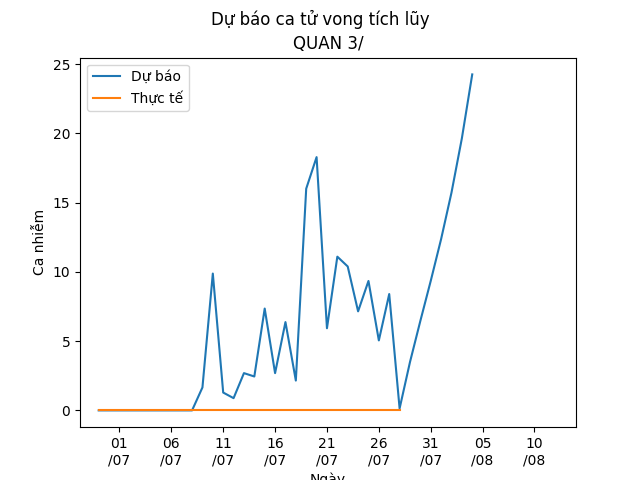 Dự báo ca tử vong tích lũy
QUAN 3/
Dự báo
Thực tế
Ca nhiễm
25
20
15
10
5
0
01 06 11 16 21 26 31 05 10
/07 /07 /07 /07 /07 /07 /07 /08 /08
Ngày